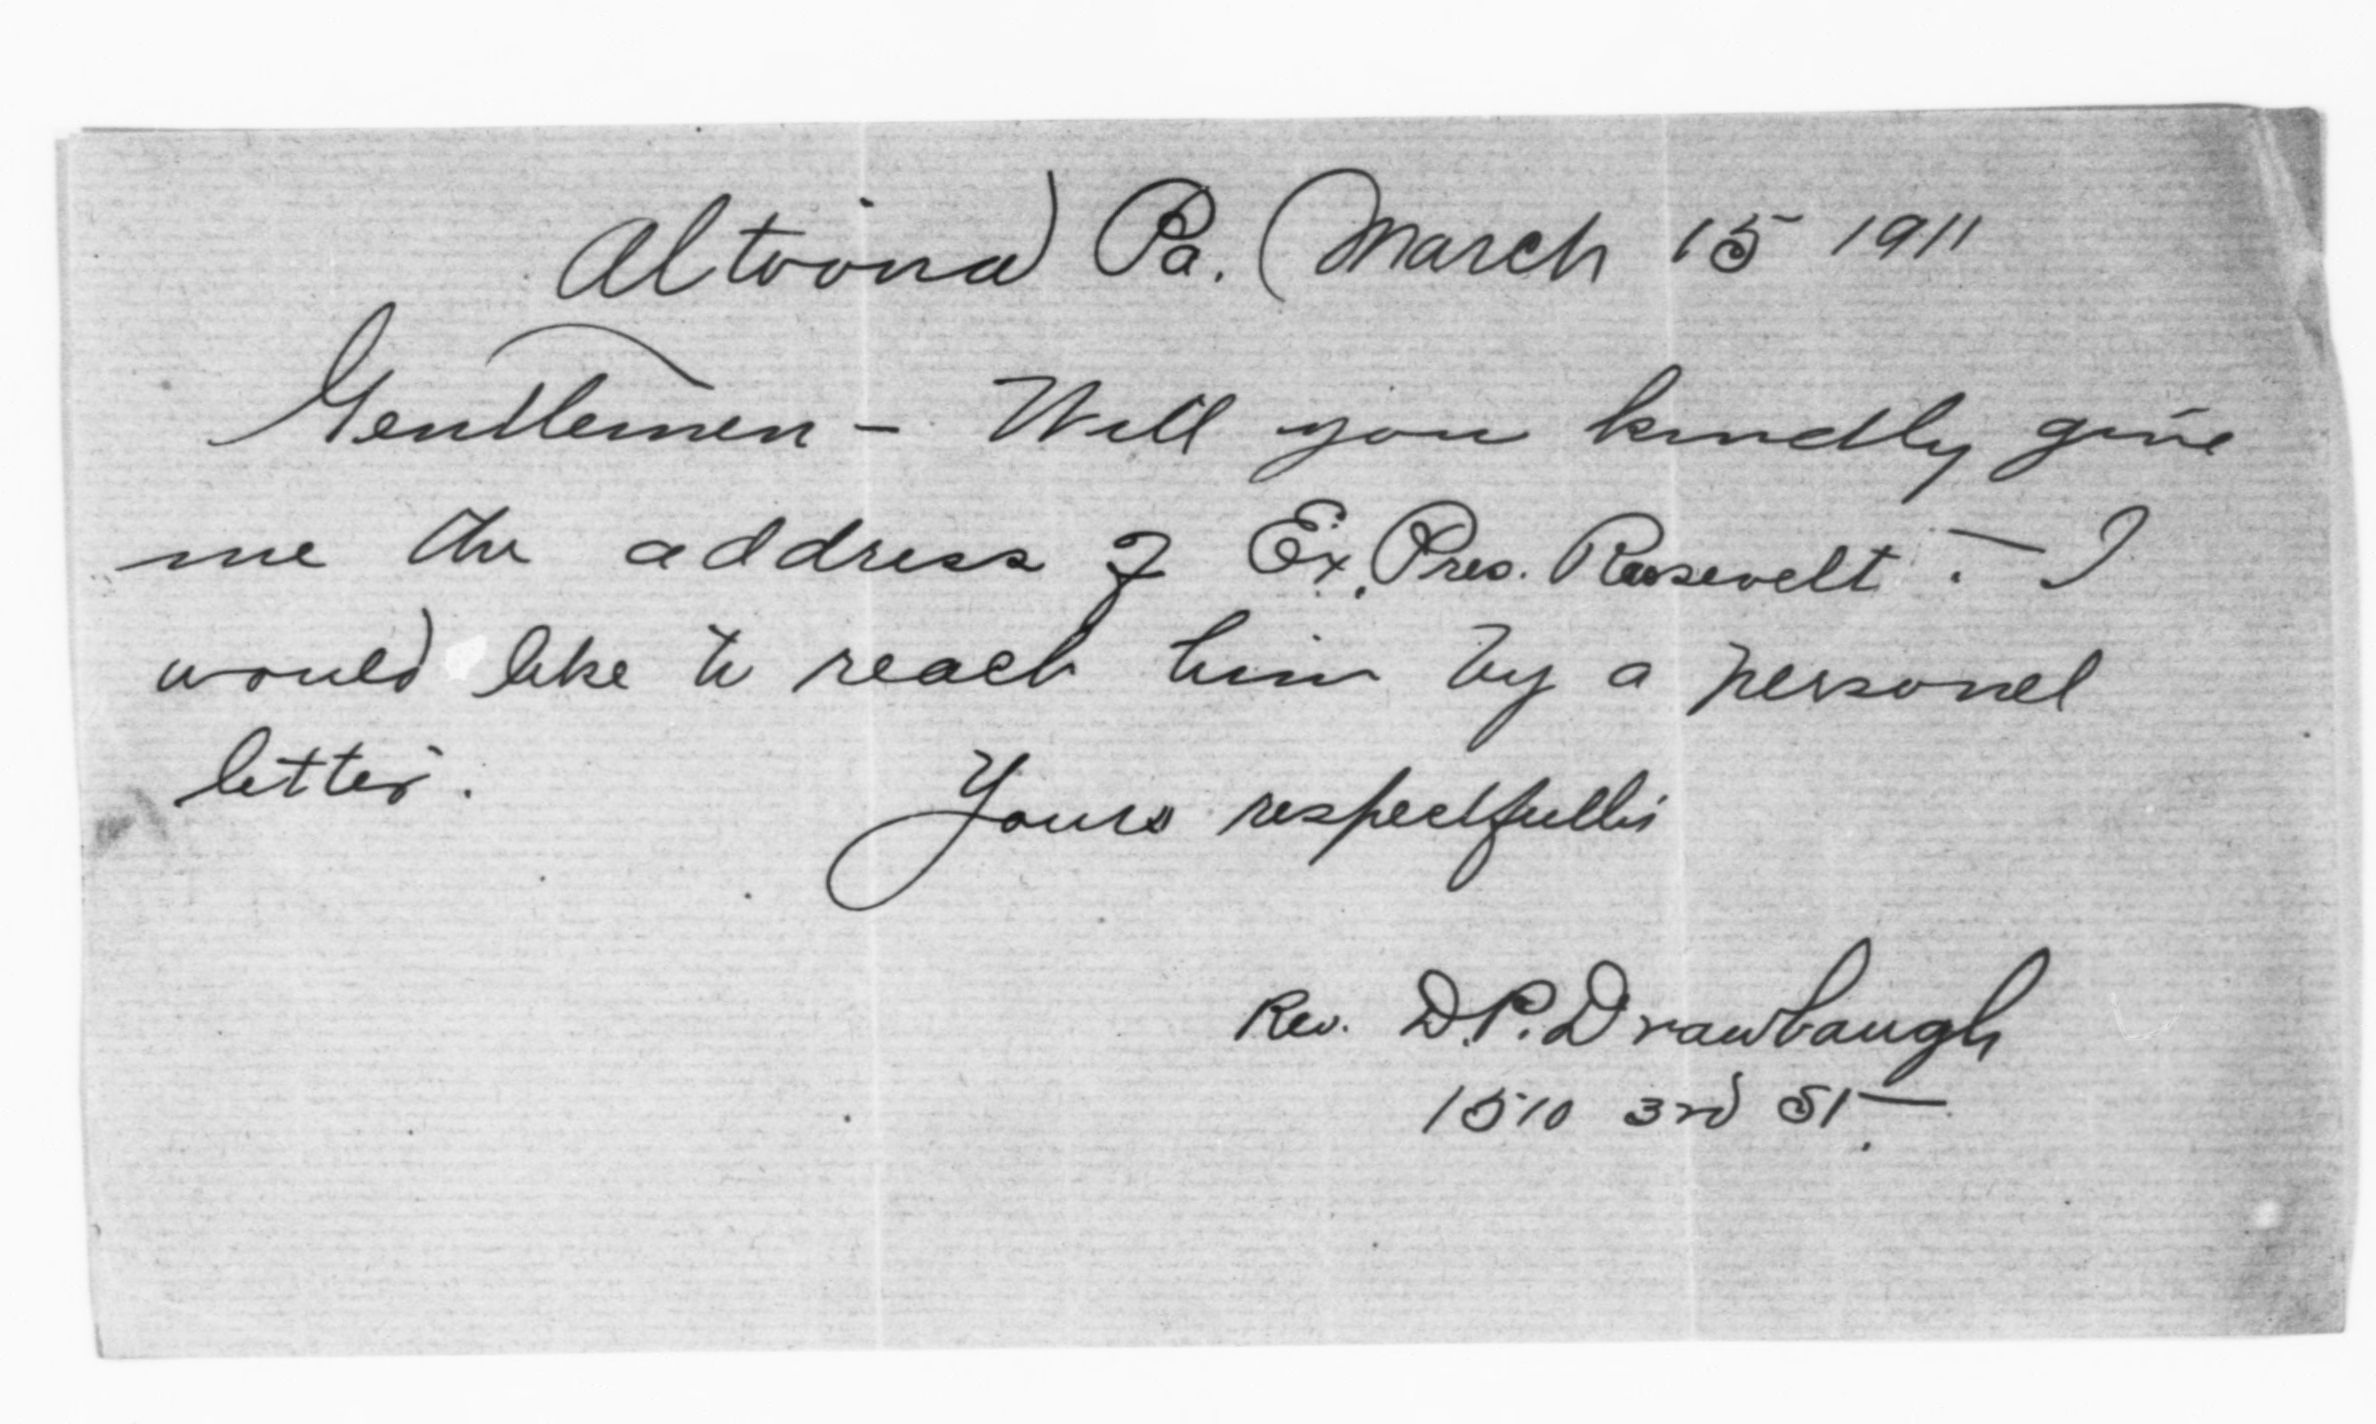 Altoona Pa. March 15 1911
Gentlemen - Will you kindly give
me the address of Ex. Pres. Roosevelt. - I
would like to reach him by a personel
letter.
Yours respectfully
Rev. D.P. Drawbaugh
1510 3rd St.